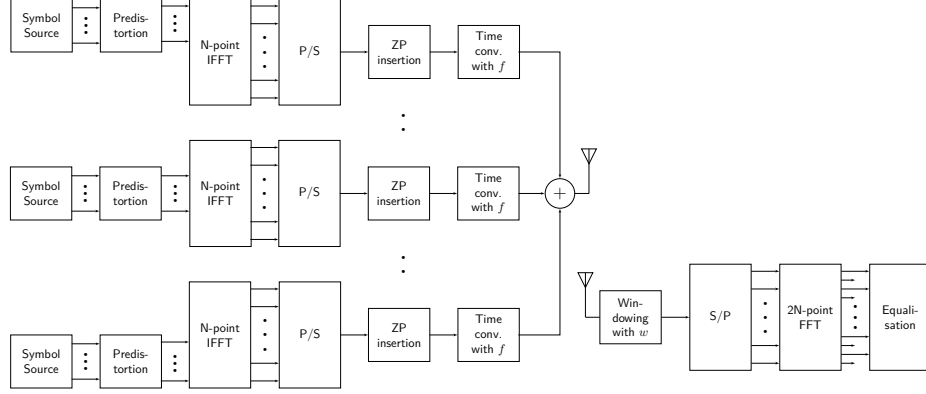 Symbol
Source
Predis-
tortion
N-point
IFFT
P/S
ZP
insertion
Time
conv.
with f
Symbol
Source
Predis-
tortion
N-point
IFFT
P/S
ZP
insertion
Time
conv.
with f
+
Symbol
Source
Predis-
tortion
N-point
IFFT
P/S
ZP
insertion
Time
conv.
with f
Win-
dowing
with w
S/P
2N-point
FFT
Equali-
sation